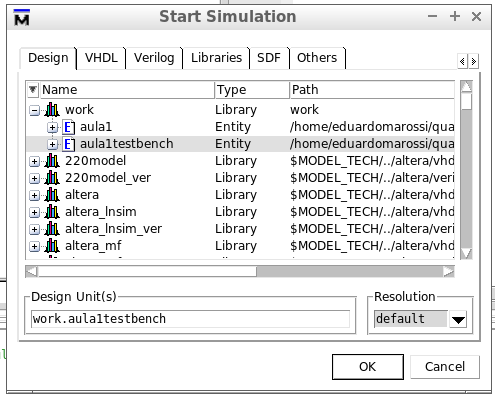 Start Simulation
Design VHDL Verilog Libraries SDF Others
Name Type Path
work Library work
aula1 Entity /home/eduardomarossi/qua
aula1testbench Entity /home/eduardomarossi/qua
220model Library $MODEL_TECH/../altera/vhd
220model_ver Library $MODEL_TECH/../altera/veri
altera Library $MODEL_TECH/../altera/vhd
altera_lnsim Library $MODEL_TECH/../altera/vhd
altera_lnsim_ver Library $MODEL_TECH/../altera/veri
altera_mf Library $MODEL_TECH/../altera/vhd
Design Unit(s) Resolution
work.aula1testbench default
OK Cancel